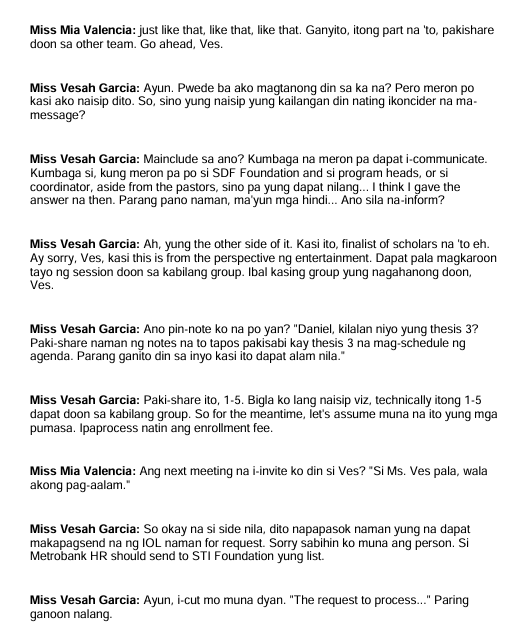 Miss Mia Valencia: just like that, like that, like that. Ganyito, itong part na 'to, pakishare
doon sa other team. Go ahead, Ves.
Miss Vesah Garcia: Ayun. Pwede ba ako magtanong din sa ka na? Pero meron po
kasi ako naisip dito. So, sino yung naisip yung kailangan din nating ikoncider na ma-
message?
Miss Vesah Garcia: Mainclude sa ano? Kumbaga na meron pa dapat i-communicate.
Kumbaga si, kung meron pa po si SDF Foundation and si program heads, or si
coordinator, aside from the pastors, sino pa yung dapat nilang... I think I gave the
answer na then. Parang pano naman, ma'yun mga hindi... Ano sila na-inform?
Miss Vesah Garcia: Ah, yung the other side of it. Kasi ito, finalist of scholars na 'to eh.
Ay sorry, Ves, kasi this is from the perspective ng entertainment. Dapat pala magkaroon
tayo ng session doon sa kabilang group. Ibal kasing group yung nagahanong doon,
Ves.
Miss Vesah Garcia: Ano pin-note ko na po yan? "Daniel, kilalan niyo yung thesis 3?
Paki-share naman ng notes na to tapos pakisabi kay thesis 3 na mag-schedule ng
agenda. Parang ganito din sa inyo kasi ito dapat alam nila."
Miss Vesah Garcia: Paki-share ito, 1-5. Bigla ko lang naisip viz, technically itong 1-5
dapat doon sa kabilang group. So for the meantime, let's assume muna na ito yung mga
pumasa. Ipaprocess natin ang enrollment fee.
Miss Mia Valencia: Ang next meeting na i-invite ko din si Ves? "Si Ms. Ves pala, wala
akong pag-aalam."
Miss Vesah Garcia: So okay na si side nila, dito napapasok naman yung na dapat
makapagsend na ng IOL naman for request. Sorry sabihin ko muna ang person. Si
Metrobank HR should send to STI Foundation yung list.
Miss Vesah Garcia: Ayun, i-cut mo muna dyan. "The request to process..." Paring
ganoon nalang.